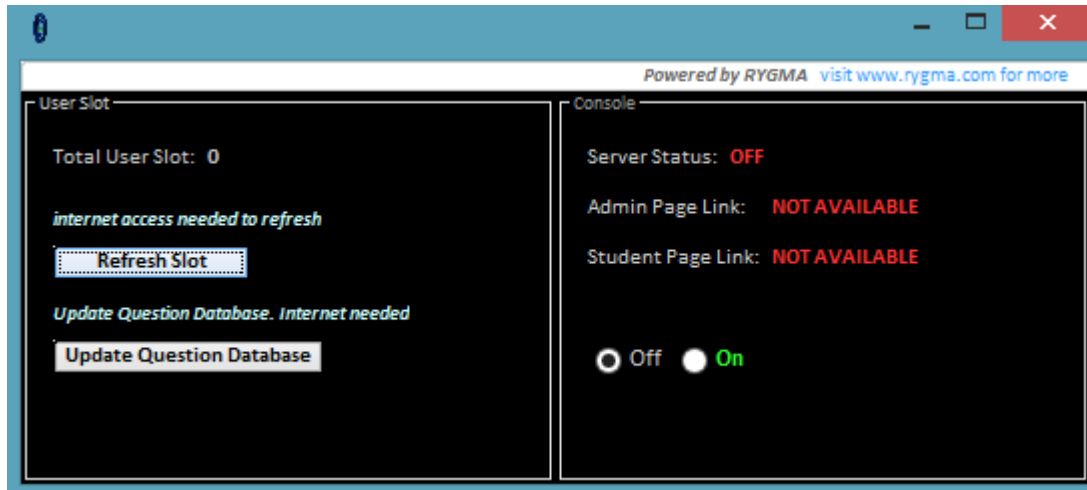 Powered by RYGMA visit www.rygma.com for more
User Slot
Total User Slot: 0
internet access needed to refresh
Refresh Slot
Update Question Database. Internet needed
Update Question Database
Console
Server Status: OFF
Admin Page Link: NOT AVAILABLE
Student Page Link: NOT AVAILABLE
Off On